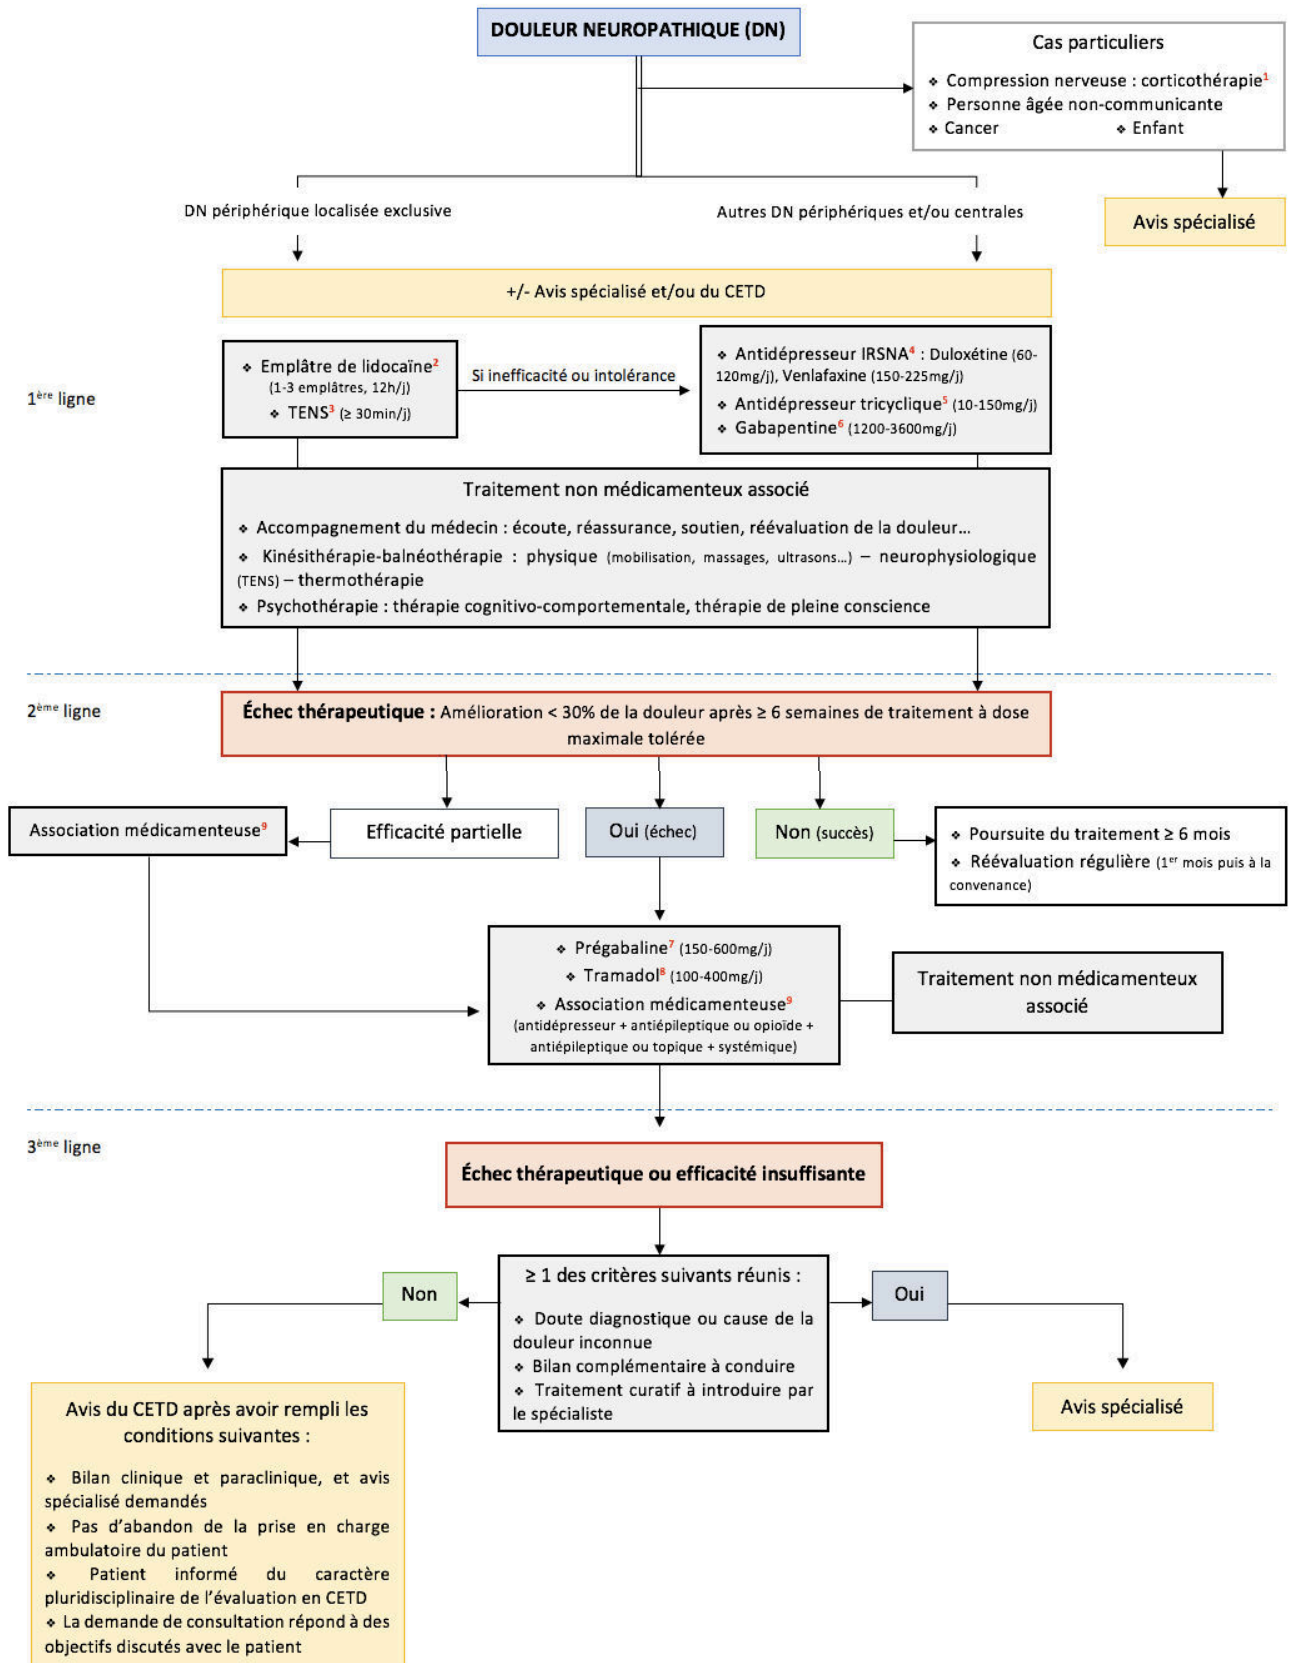 DOULEUR NEUROPATHIQUE (DN)
Cas particuliers
❖ Compression nerveuse : corticothérapie¹
❖ Personne âgée non-communicante
❖ Cancer ❖ Enfant
DN périphérique localisée exclusive
Autres DN périphériques et/ou centrales
Avis spécialisé
+/- Avis spécialisé et/ou du CETD
1ère ligne
❖ Emplâtre de lidocaïne²
(1-3 emplâtres, 12h/j)
❖ TENS³ (≥ 30min/j)
Si inefficacité ou intolérance
❖ Antidépresseur IRSNA⁴ : Duloxétine (60-
120mg/j), Venlafaxine (150-225mg/j)
❖ Antidépresseur tricyclique⁵ (10-150mg/j)
❖ Gabapentine⁶ (1200-3600mg/j)
Traitement non médicamenteux associé
❖ Accompagnement du médecin : écoute, réassurance, soutien, réévaluation de la douleur…
❖ Kinésithérapie-balnéothérapie : physique (mobilisation, massages, ultrasons…) – neurophysiologique
(TENS) – thermothérapie
❖ Psychothérapie : thérapie cognitivo-comportementale, thérapie de pleine conscience
2ème ligne
Échec thérapeutique : Amélioration < 30% de la douleur après ≥ 6 semaines de traitement à dose
maximale tolérée
Association médicamenteuse⁹
Efficacité partielle
Oui (échec)
Non (succès)
❖ Poursuite du traitement ≥ 6 mois
❖ Réévaluation régulière (1er mois puis à la
convenance)
❖ Prégabaline⁷ (150-600mg/j)
❖ Tramadol⁸ (100-400mg/j)
❖ Association médicamenteuse⁹
(antidépresseur + antiépileptique ou opioïde +
antiépileptique ou topique + systémique)
Traitement non médicamenteux
associé
3ème ligne
Échec thérapeutique ou efficacité insuffisante
≥ 1 des critères suivants réunis :
❖ Doute diagnostique ou cause de la
douleur inconnue
❖ Bilan complémentaire à conduire
❖ Traitement curatif à introduire par
le spécialiste
Non
Oui
Avis du CETD après avoir rempli les
conditions suivantes :
❖ Bilan clinique et paraclinique, et avis
spécialisé demandés
❖ Pas d'abandon de la prise en charge
ambulatoire du patient
❖ Patient informé du caractère
pluridisciplinaire de l'évaluation en CETD
❖ La demande de consultation répond à des
objectifs discutés avec le patient
Avis spécialisé